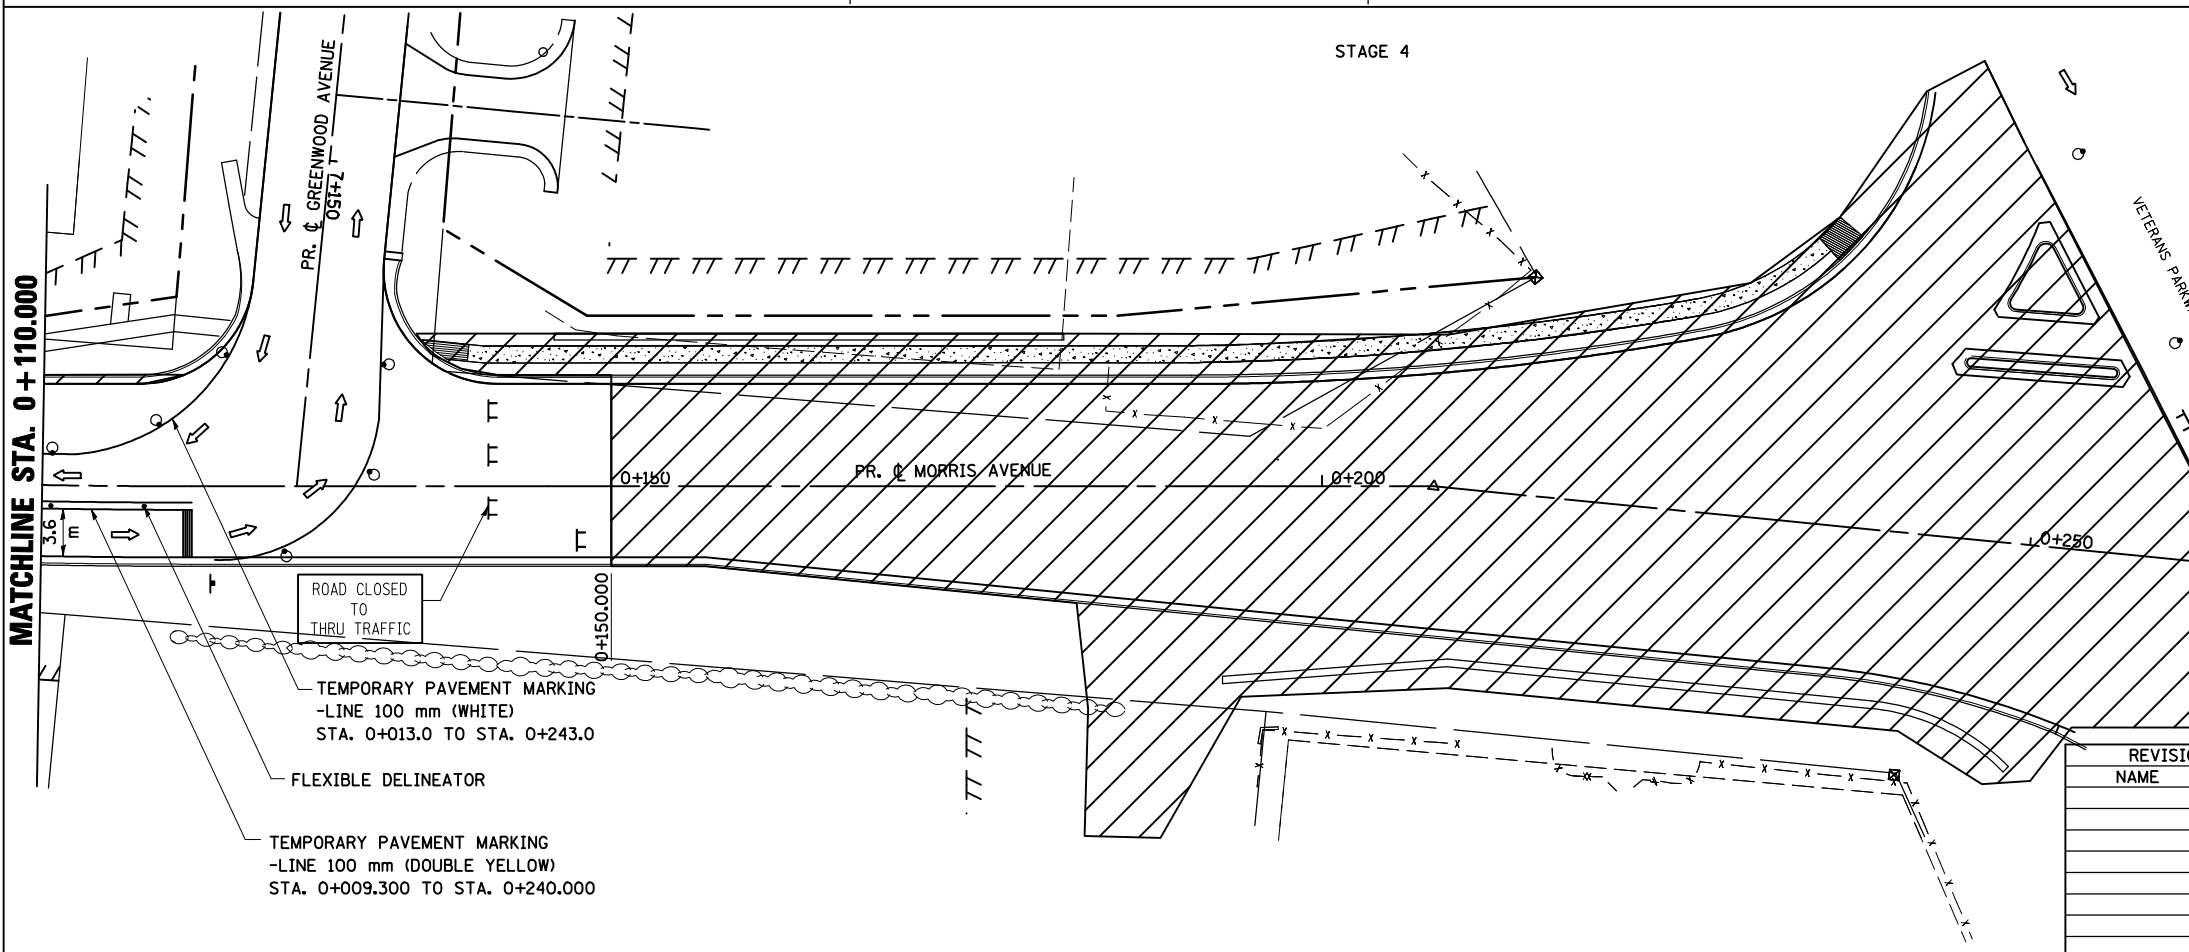 STAGE 4
MATCHLINE STA. 0+110.000
PR. ℄ GREENWOOD AVENUE
7+150
VETERANS
PR. ℄ MORRIS AVENUE
0+150
0+200
0+250
3.6
m
ROAD CLOSED
TO
THRU TRAFFIC
0+150.000
TEMPORARY PAVEMENT MARKING
-LINE 100 mm (WHITE)
STA. 0+013.0 TO STA. 0+243.0
FLEXIBLE DELINEATOR
TEMPORARY PAVEMENT MARKING
-LINE 100 mm (DOUBLE YELLOW)
STA. 0+009.300 TO STA. 0+240.000
NAME